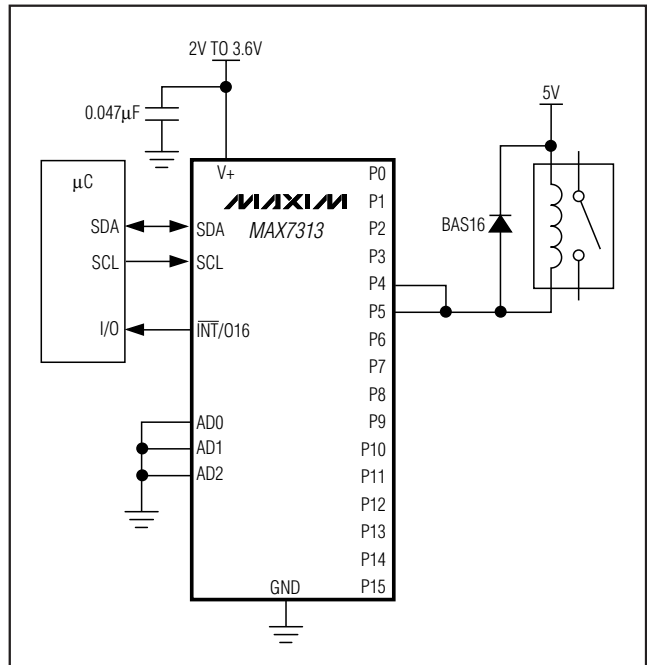 2V TO 3.6V
0.047µF
5V
µC
V+
MAXIM
MAX7313
SDA
SDA
SCL
SCL
I/O
INT/O16
AD0
AD1
AD2
GND
P0
P1
P2
P3
P4
P5
P6
P7
P8
P9
P10
P11
P12
P13
P14
P15
BAS16